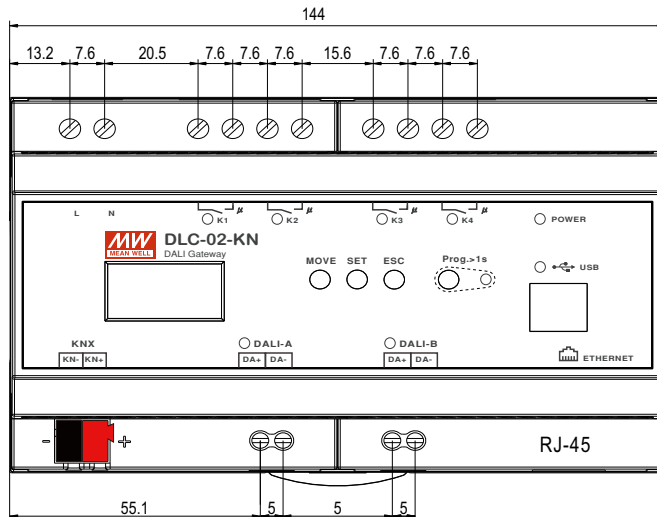 144
13.2 7.6 20.5 7.6 7.6 7.6 15.6 7.6 7.6 7.6
L N K1 μ K2 μ K3 μ K4 μ POWER
MW
MEAN WELL
DLC-02-KN
DALI Gateway
MOVE SET ESC Prog.>1s
USB
KNX DALI-A DALI-B
KN- KN+ DA+ DA- DA+ DA- ETHERNET
- + RJ-45
55.1 5 5 5